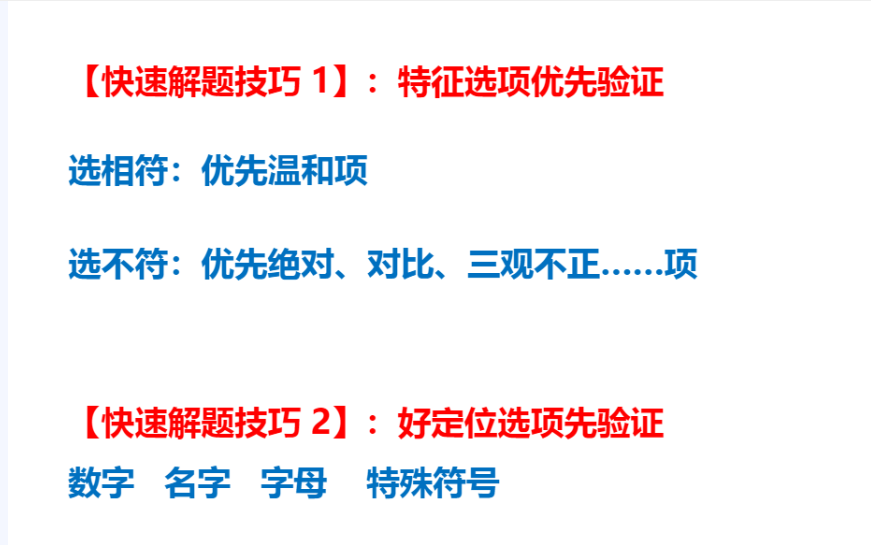 【快速解题技巧 1】：特征选项优先验证
选相符：优先温和项
选不符：优先绝对、对比、三观不正……项
【快速解题技巧 2】：好定位选项先验证
数字 名字 字母 特殊符号